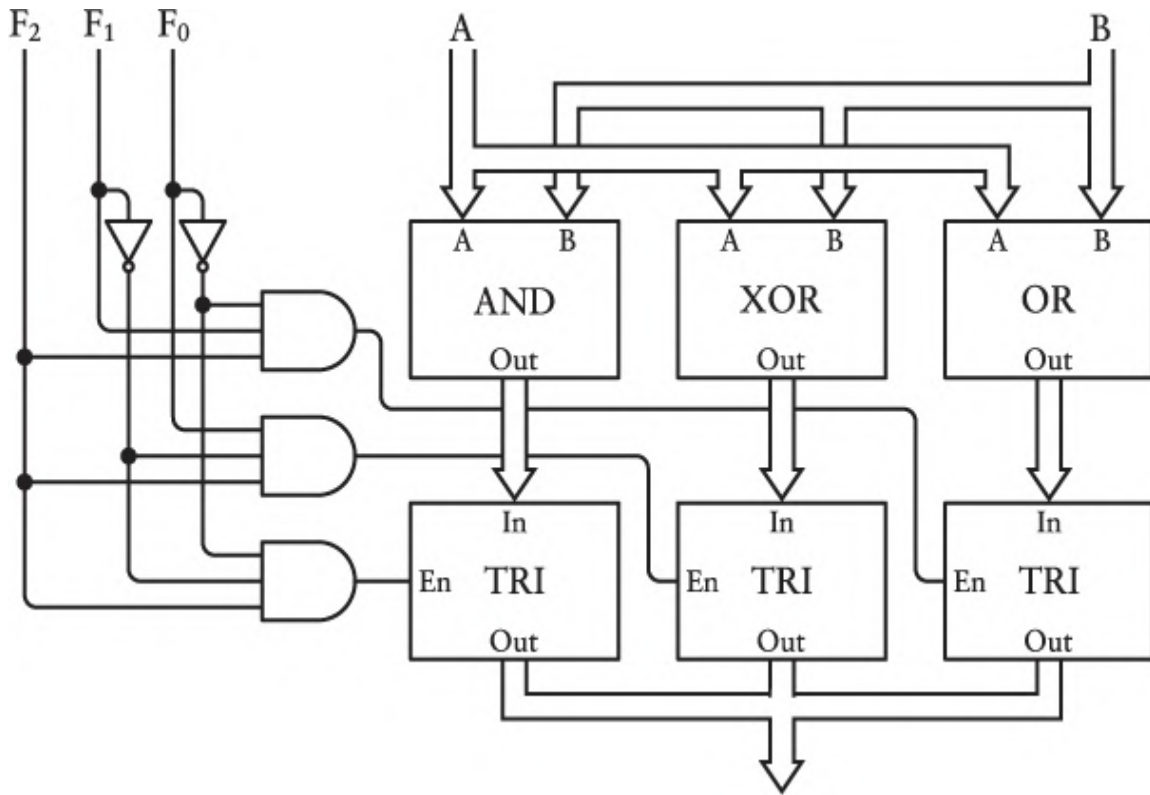 F₂ F₁ F₀ A B
A B A B A B
AND XOR OR
Out Out Out
In In In
En TRI En TRI En TRI
Out Out Out